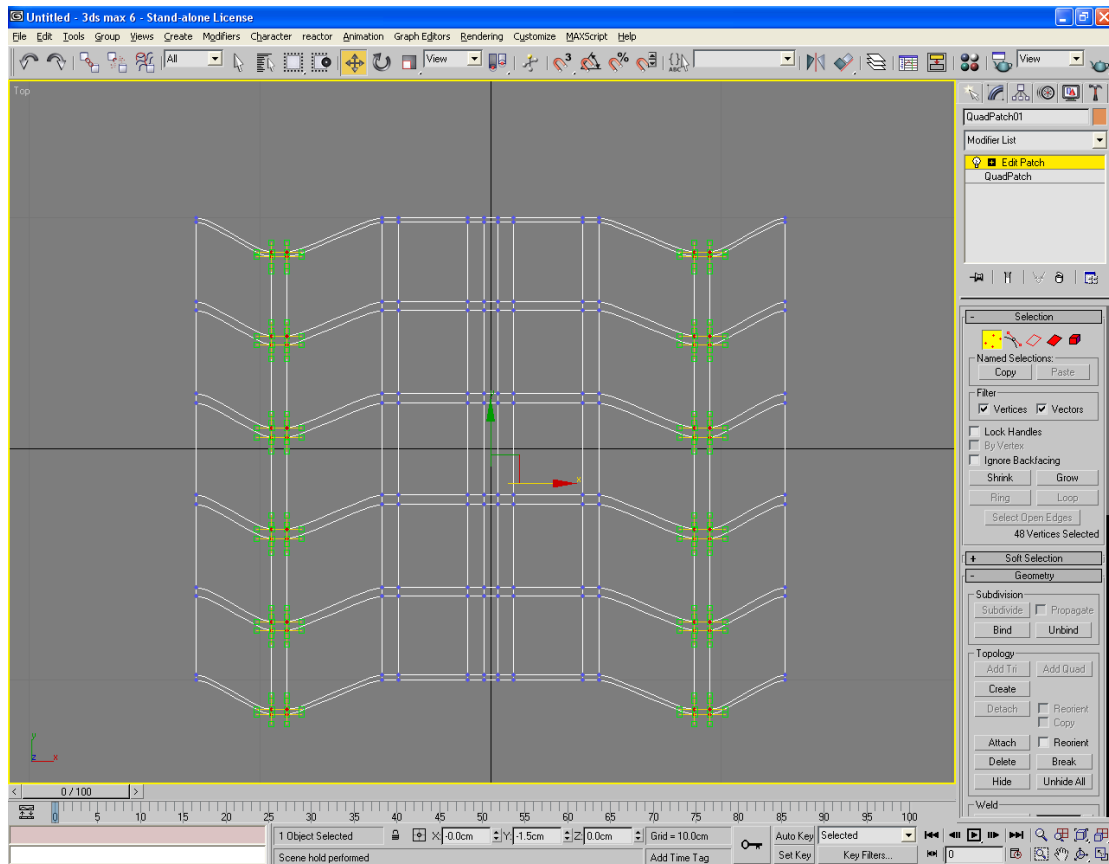 Untitled - 3ds max 6 - Stand-alone License
File Edit Tools Group Views Create Modifiers Character reactor Animation Graph Editors Rendering Customize MAXScript Help
All View View
Top
QuadPatch01
Modifier List
Edit Patch
QuadPatch
- Selection
Named Selections:
Copy Paste
Filter
Vertices Vectors
Lock Handles
By Vertex
Ignore Backfacing
Shrink Grow
Ring Loop
Select Open Edges
48 Vertices Selected
+ Soft Selection
- Geometry
Subdivision
Subdivide Propagate
Bind Unbind
Topology
Add Tri Add Quad
Create
Detach Reorient
Copy
Attach Reorient
Delete Break
Hide Unhide All
Weld
x
y
z x
< 0 / 100 >
0 5 10 15 20 25 30 35 40 45 50 55 60 65 70 75 80 85 90 95 100
1 Object Selected X: -0.0cm Y: -1.5cm Z: 0.0cm Grid = 10.0cm Auto Key Selected
Scene hold performed Add Time Tag Set Key Key Filters... 0